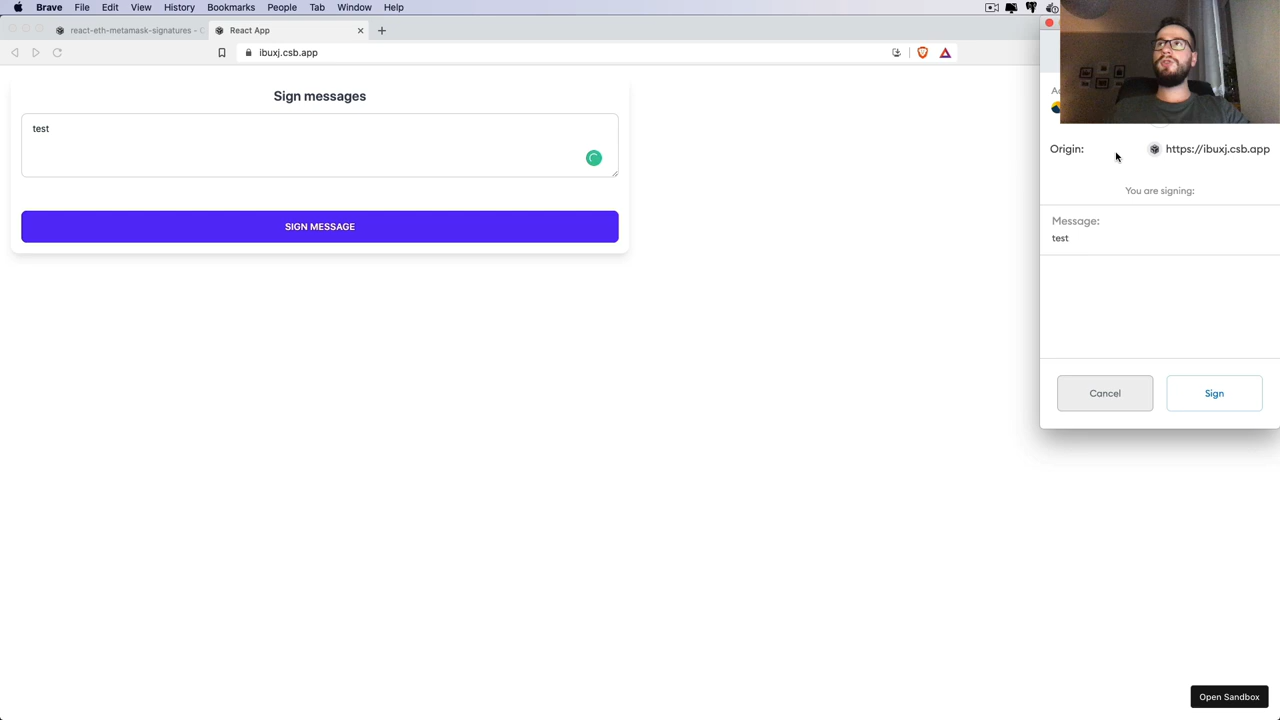 Brave File Edit View History Bookmarks People Tab Window Help
react-eth-metamask-signatures -
React App
ibuxj.csb.app
Sign messages
test
SIGN MESSAGE
Origin: https://ibuxj.csb.app
You are signing:
Message:
test
Cancel Sign
Open Sandbox